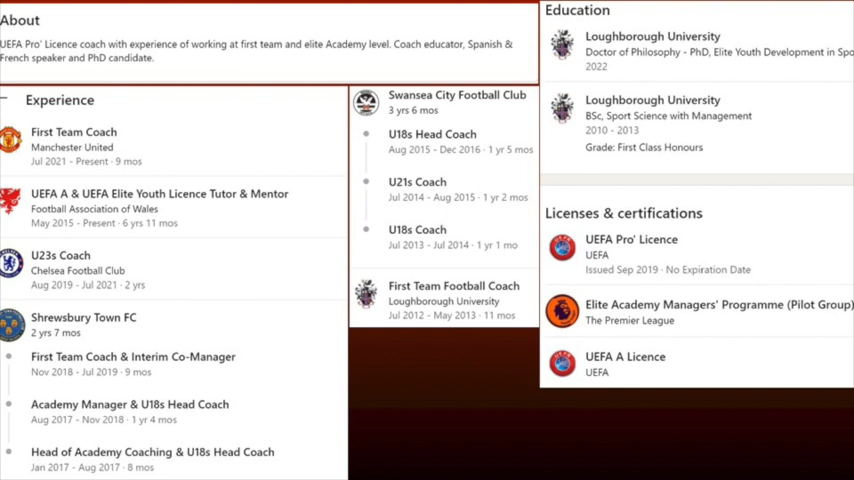 About
UEFA Pro' Licence coach with experience of working at first team and elite Academy level. Coach educator, Spanish &
French speaker and PhD candidate.
Experience
First Team Coach
Manchester United
Jul 2021 - Present · 9 mos
UEFA A & UEFA Elite Youth Licence Tutor & Mentor
Football Association of Wales
May 2015 - Present · 6 yrs 11 mos
U23s Coach
Chelsea Football Club
Aug 2019 - Jul 2021 · 2 yrs
Shrewsbury Town FC
2 yrs 7 mos
First Team Coach & Interim Co-Manager
Nov 2018 - Jul 2019 · 9 mos
Academy Manager & U18s Head Coach
Aug 2017 - Nov 2018 · 1 yr 4 mos
Head of Academy Coaching & U18s Head Coach
Jan 2017 - Aug 2017 · 8 mos
Swansea City Football Club
3 yrs 6 mos
U18s Head Coach
Aug 2015 - Dec 2016 · 1 yr 5 mos
U21s Coach
Jul 2014 - Aug 2015 · 1 yr 2 mos
U18s Coach
Jul 2013 - Jul 2014 · 1 yr 1 mo
First Team Football Coach
Loughborough University
Jul 2012 - May 2013 · 11 mos
Education
Loughborough University
Doctor of Philosophy - PhD, Elite Youth Development in Spo
2022
Loughborough University
BSc, Sport Science with Management
2010 - 2013
Grade: First Class Honours
Licenses & certifications
UEFA Pro' Licence
UEFA
Issued Sep 2019 · No Expiration Date
Elite Academy Managers' Programme (Pilot Group)
The Premier League
UEFA A Licence
UEFA